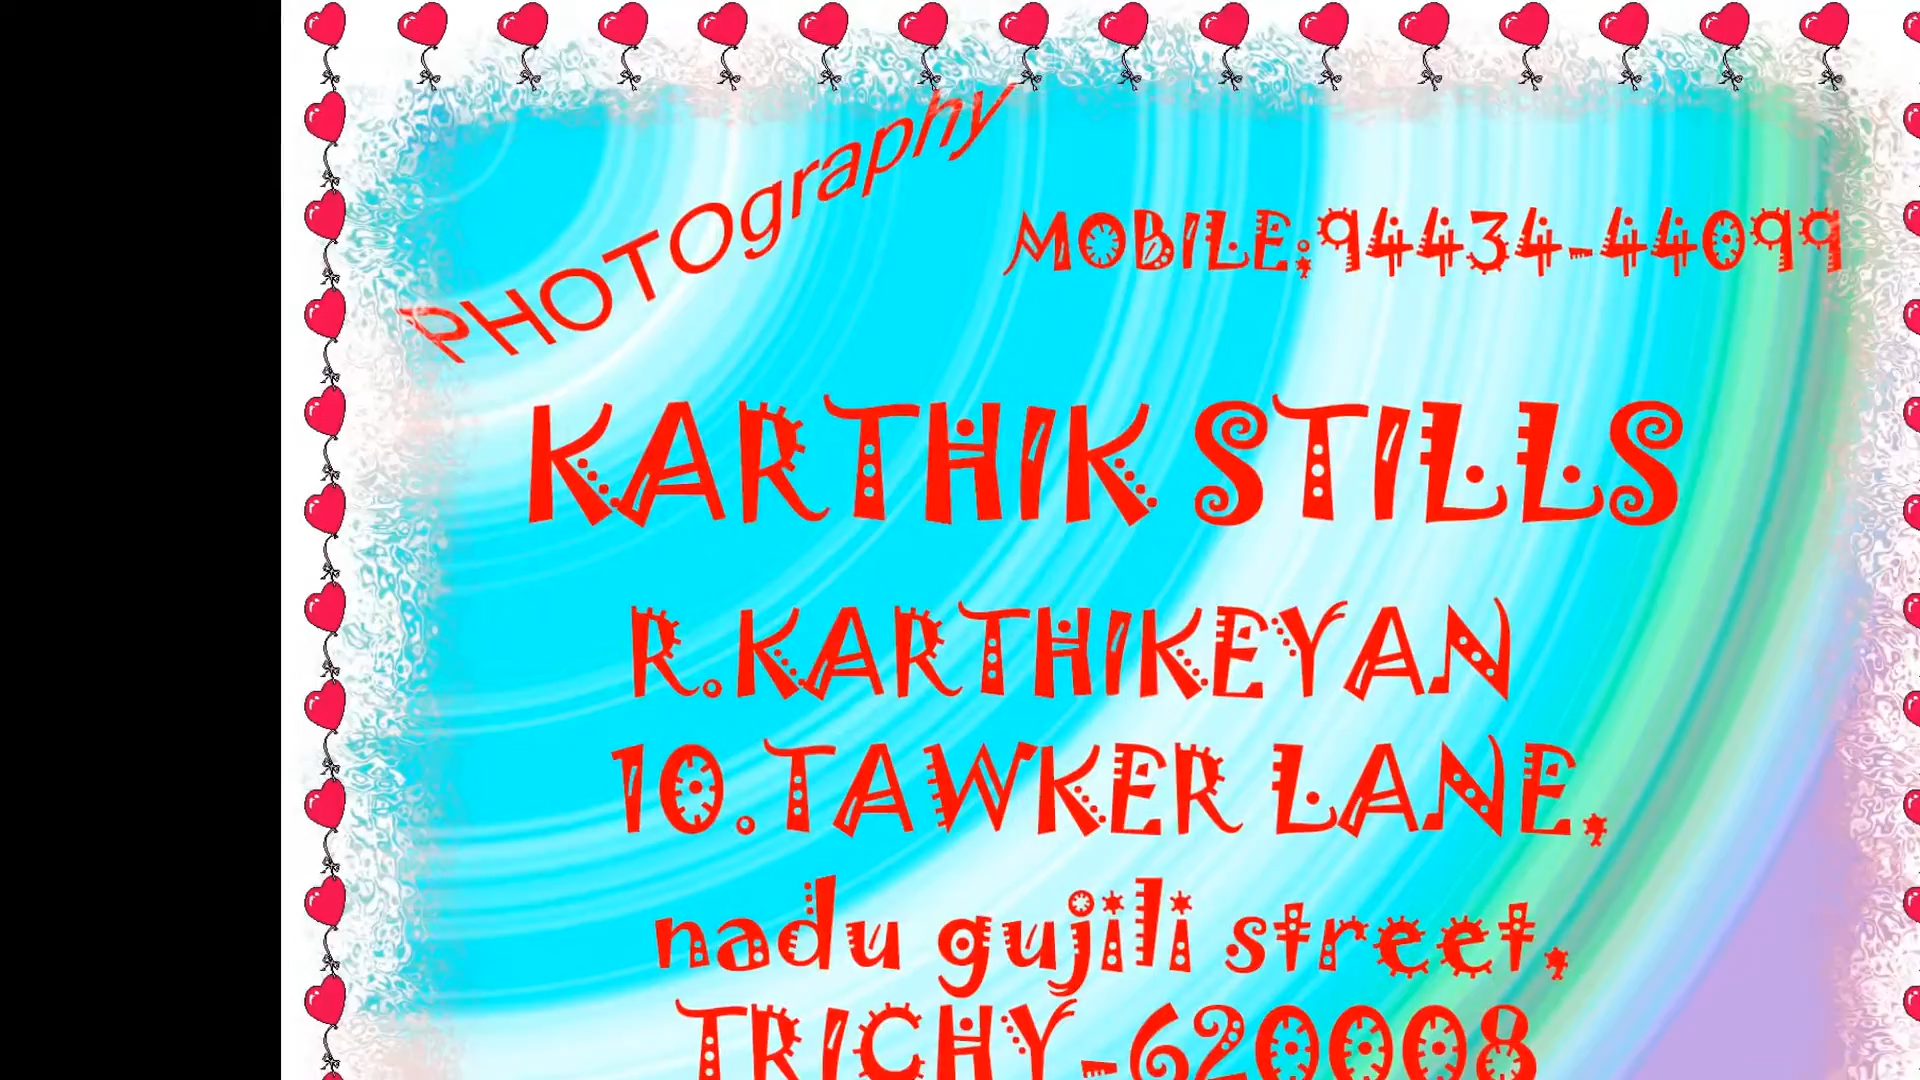 PHOTOgraphy
MOBILE:94434-44099
KARTHIK STILLS
R.KARTHIKEYAN
10.TAWKER LANE,
nadu gujili street,
TRICHY-620008